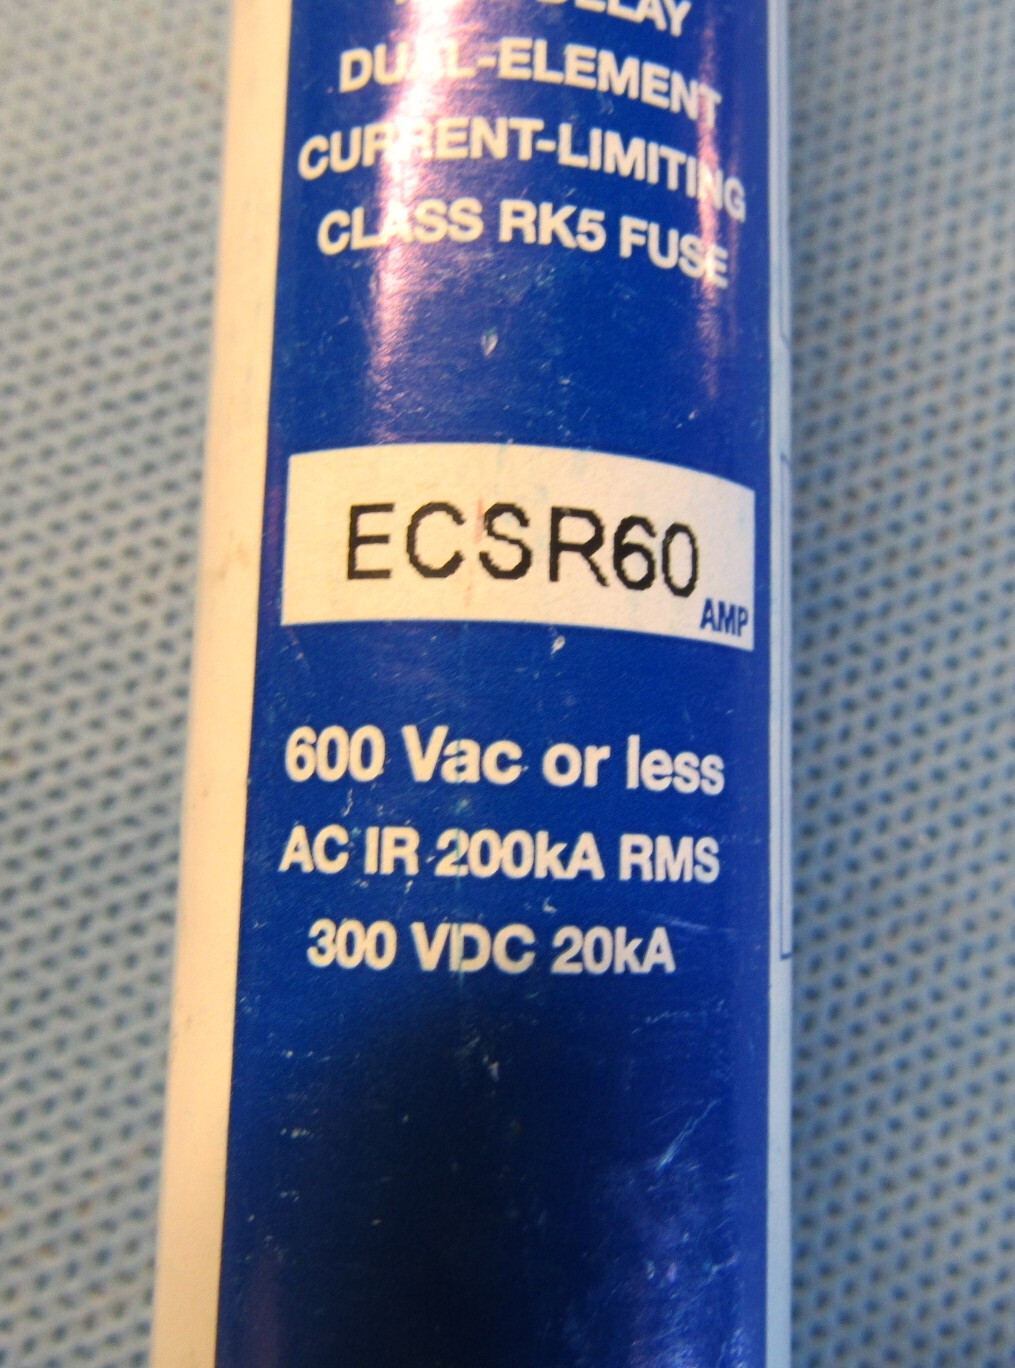 DELAY
DUAL-ELEMENT
CURRENT-LIMITING
CLASS RK5 FUSE
ECSR60
AMP
600 Vac or less
AC IR 200kA RMS
300 VDC 20kA